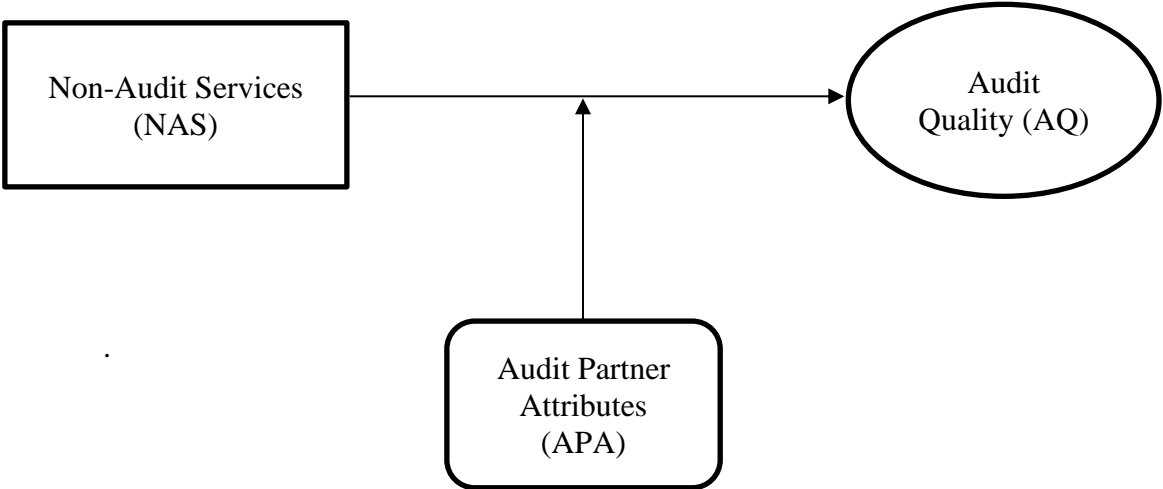 Non-Audit Services
(NAS)
Audit
Quality (AQ)
.
Audit Partner
Attributes
(APA)